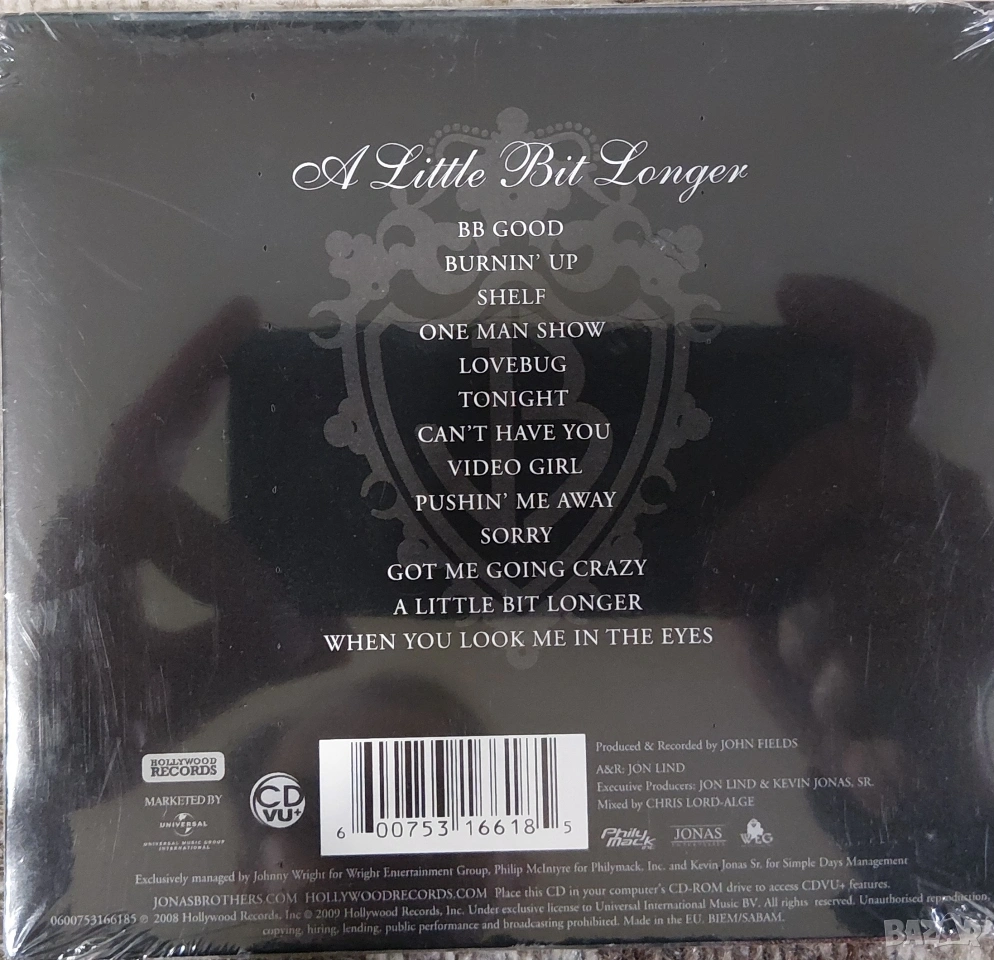 A Little Bit Longer
BB GOOD
BURNIN' UP
SHELF
ONE MAN SHOW
LOVEBUG
TONIGHT
CAN'T HAVE YOU
VIDEO GIRL
PUSHIN' ME AWAY
SORRY
GOT ME GOING CRAZY
A LITTLE BIT LONGER
WHEN YOU LOOK ME IN THE EYES
HOLLYWOOD
RECORDS
MARKETED BY
UNIVERSAL
UNIVERSAL MUSIC GROUP
INTERNATIONAL
CD
VU+
6 00753 16618 5
Produced & Recorded by JOHN FIELDS
A&R: JON LIND
Executive Producers: JON LIND & KEVIN JONAS, SR.
Mixed by CHRIS LORD-ALGE
Philymack
JONAS
WEG
Exclusively managed by Johnny Wright for Wright Entertainment Group, Philip McIntyre for Philymack, Inc. and Kevin Jonas Sr. for Simple Days Management
JONASBROTHERS.COM HOLLYWOODRECORDS.COM Place this CD in your computer's CD-ROM drive to access CDVU+ features.
0600753166185 ℗ 2008 Hollywood Records, Inc © 2009 Hollywood Records, Inc. Under exclusive license to Universal International Music BV. All rights reserved. Unauthorised reproduction,
copying, hiring, lending, public performance and broadcasting prohibited. Made in the EU. BIEM/SABAM.
BAZAR